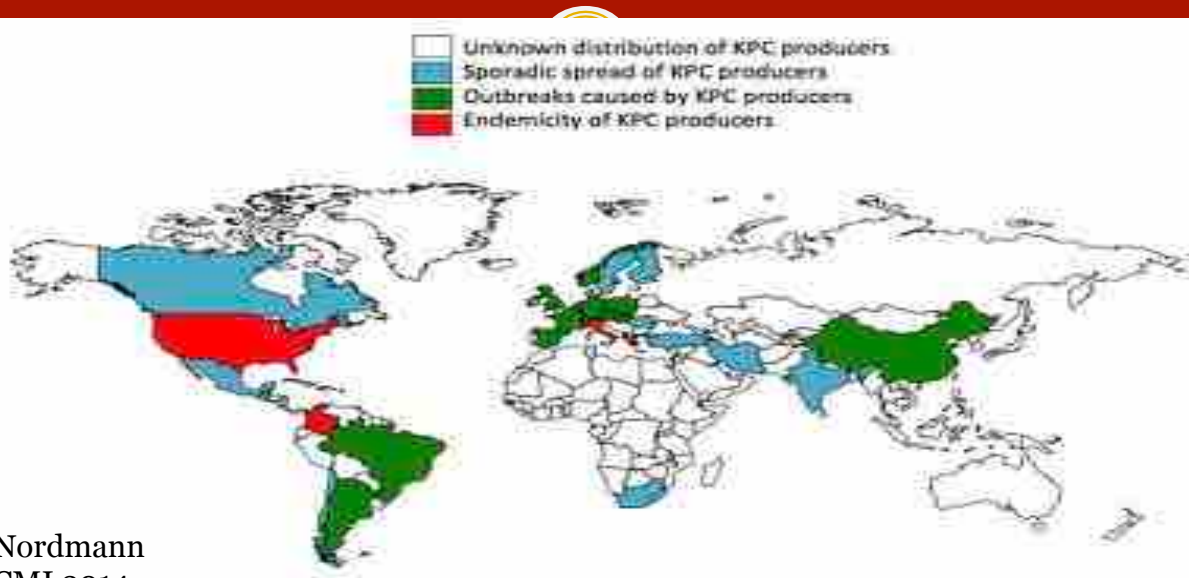 Unknown distribution of KPC producers
Sporadic spread of KPC producers
Outbreaks caused by KPC producers
Endemicity of KPC producers
Nordmann